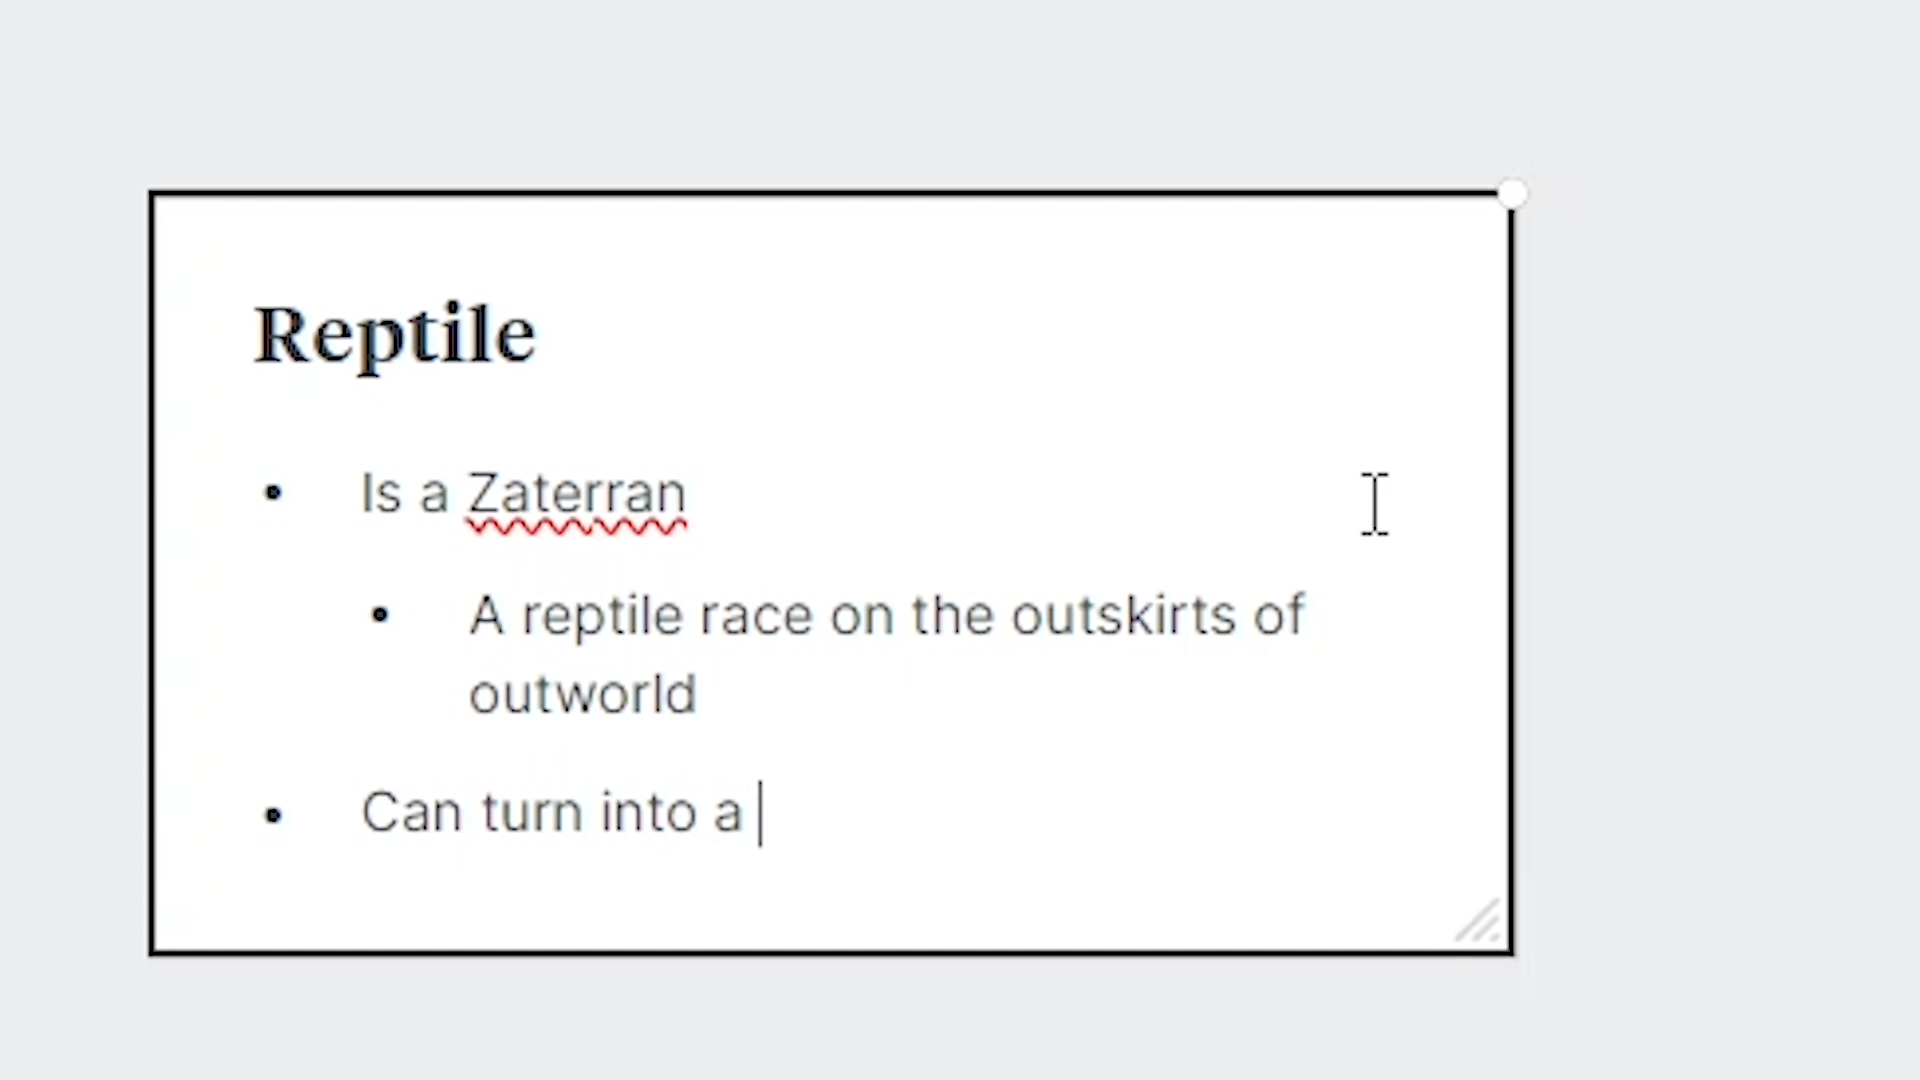 Reptile
• Is a Zaterran
• A reptile race on the outskirts of
outworld
• Can turn into a